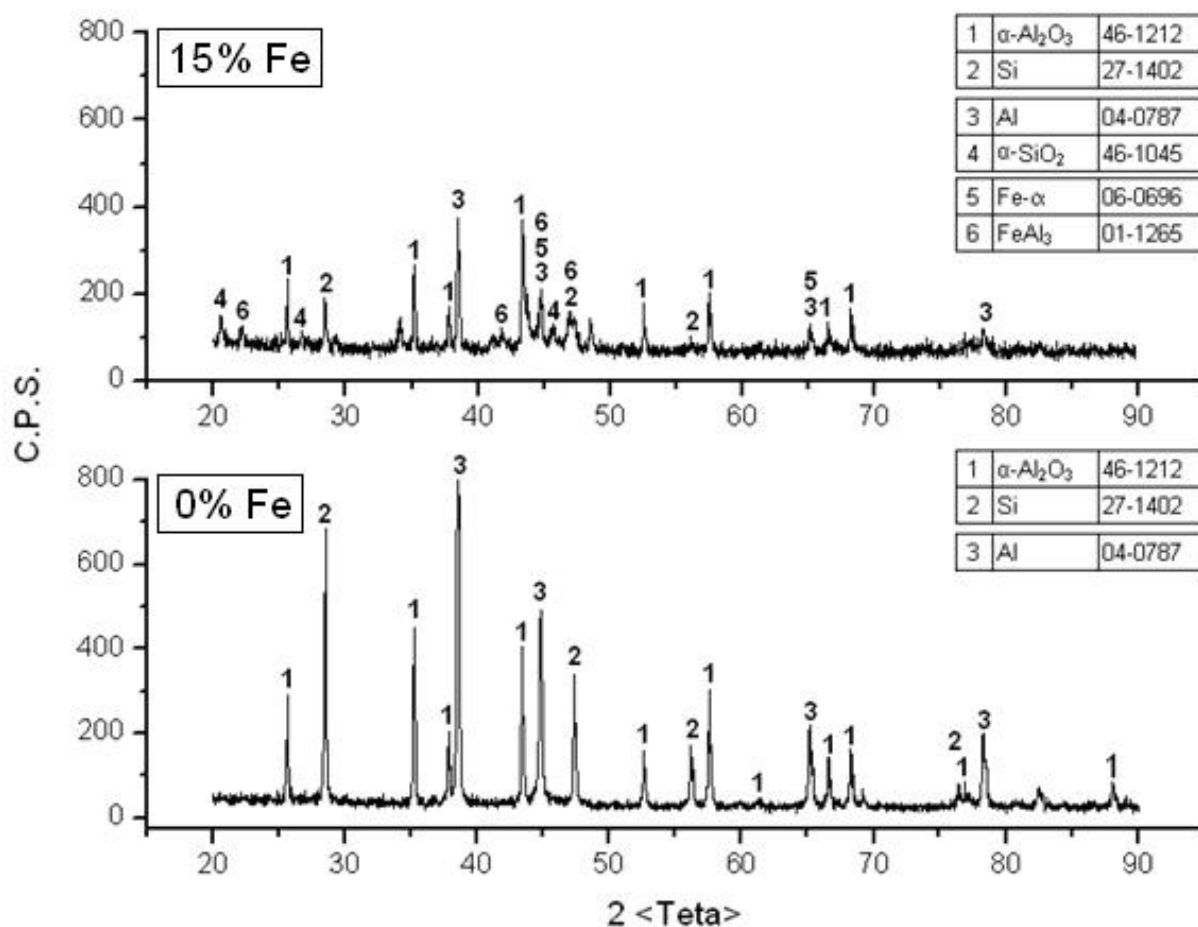 800
600
400
200
0
15% Fe
1 α-Al₂O₃ 46-1212
2 Si 27-1402
3 Al 04-0787
4 α-SiO₂ 46-1045
5 Fe-α 06-0696
6 FeAl₃ 01-1265
4 6 1 4 2 1 1 3 6 1 6 5 3 4 6 2 1 2 1 5 3 1 1 3
20 30 40 50 60 70 80 90
C.P.S.
800
600
400
200
0
0% Fe
1 α-Al₂O₃ 46-1212
2 Si 27-1402
3 Al 04-0787
1 2 1 1 3 1 3 2 1 2 1 1 3 1 1 2 1 3 1
20 30 40 50 60 70 80 90
2 <Teta>